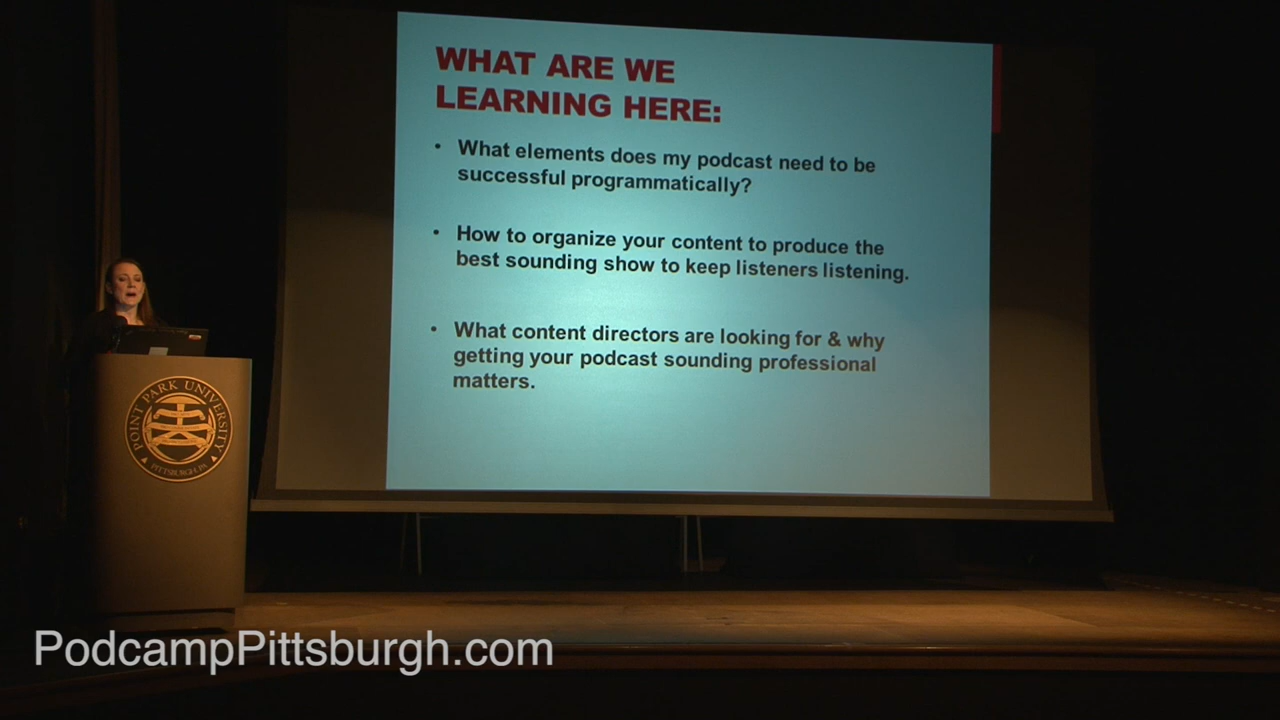 WHAT ARE WE
LEARNING HERE:
• What elements does my podcast need to be
successful programmatically?
• How to organize your content to produce the
best sounding show to keep listeners listening.
• What content directors are looking for & why
getting your podcast sounding professional
matters.
POINT PARK UNIVERSITY
PITTSBURGH, PA
PodcampPittsburgh.com